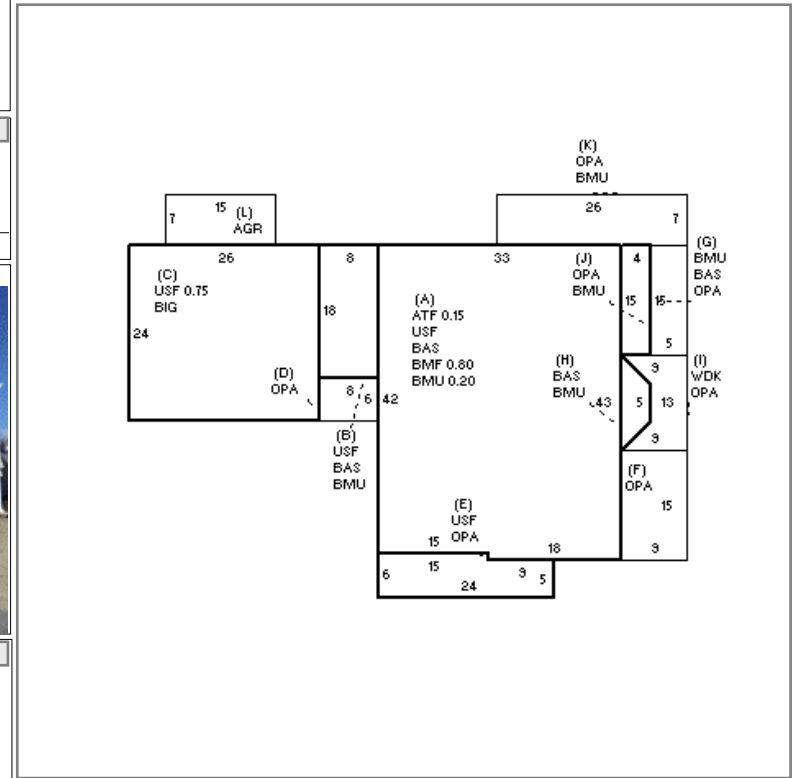 (K)
OPA
BMU
26
7
15
(L)
7
AGR
(G)
BMU
BAS
OPA
26
8
33
(J)
OPA
BMU
4
15
15
5
(C)
USF 0.75
BIG
24
18
(A)
ATF 0.15
USF
BAS
BMF 0.80
BMU 0.20
(H)
BAS
BMU
43
9
5
13
9
(I)
WDK
OPA
(D)
OPA
8
6
42
(B)
USF
BAS
BMU
(F)
OPA
15
9
(E)
USF
OPA
15
18
6
15
24
9
5